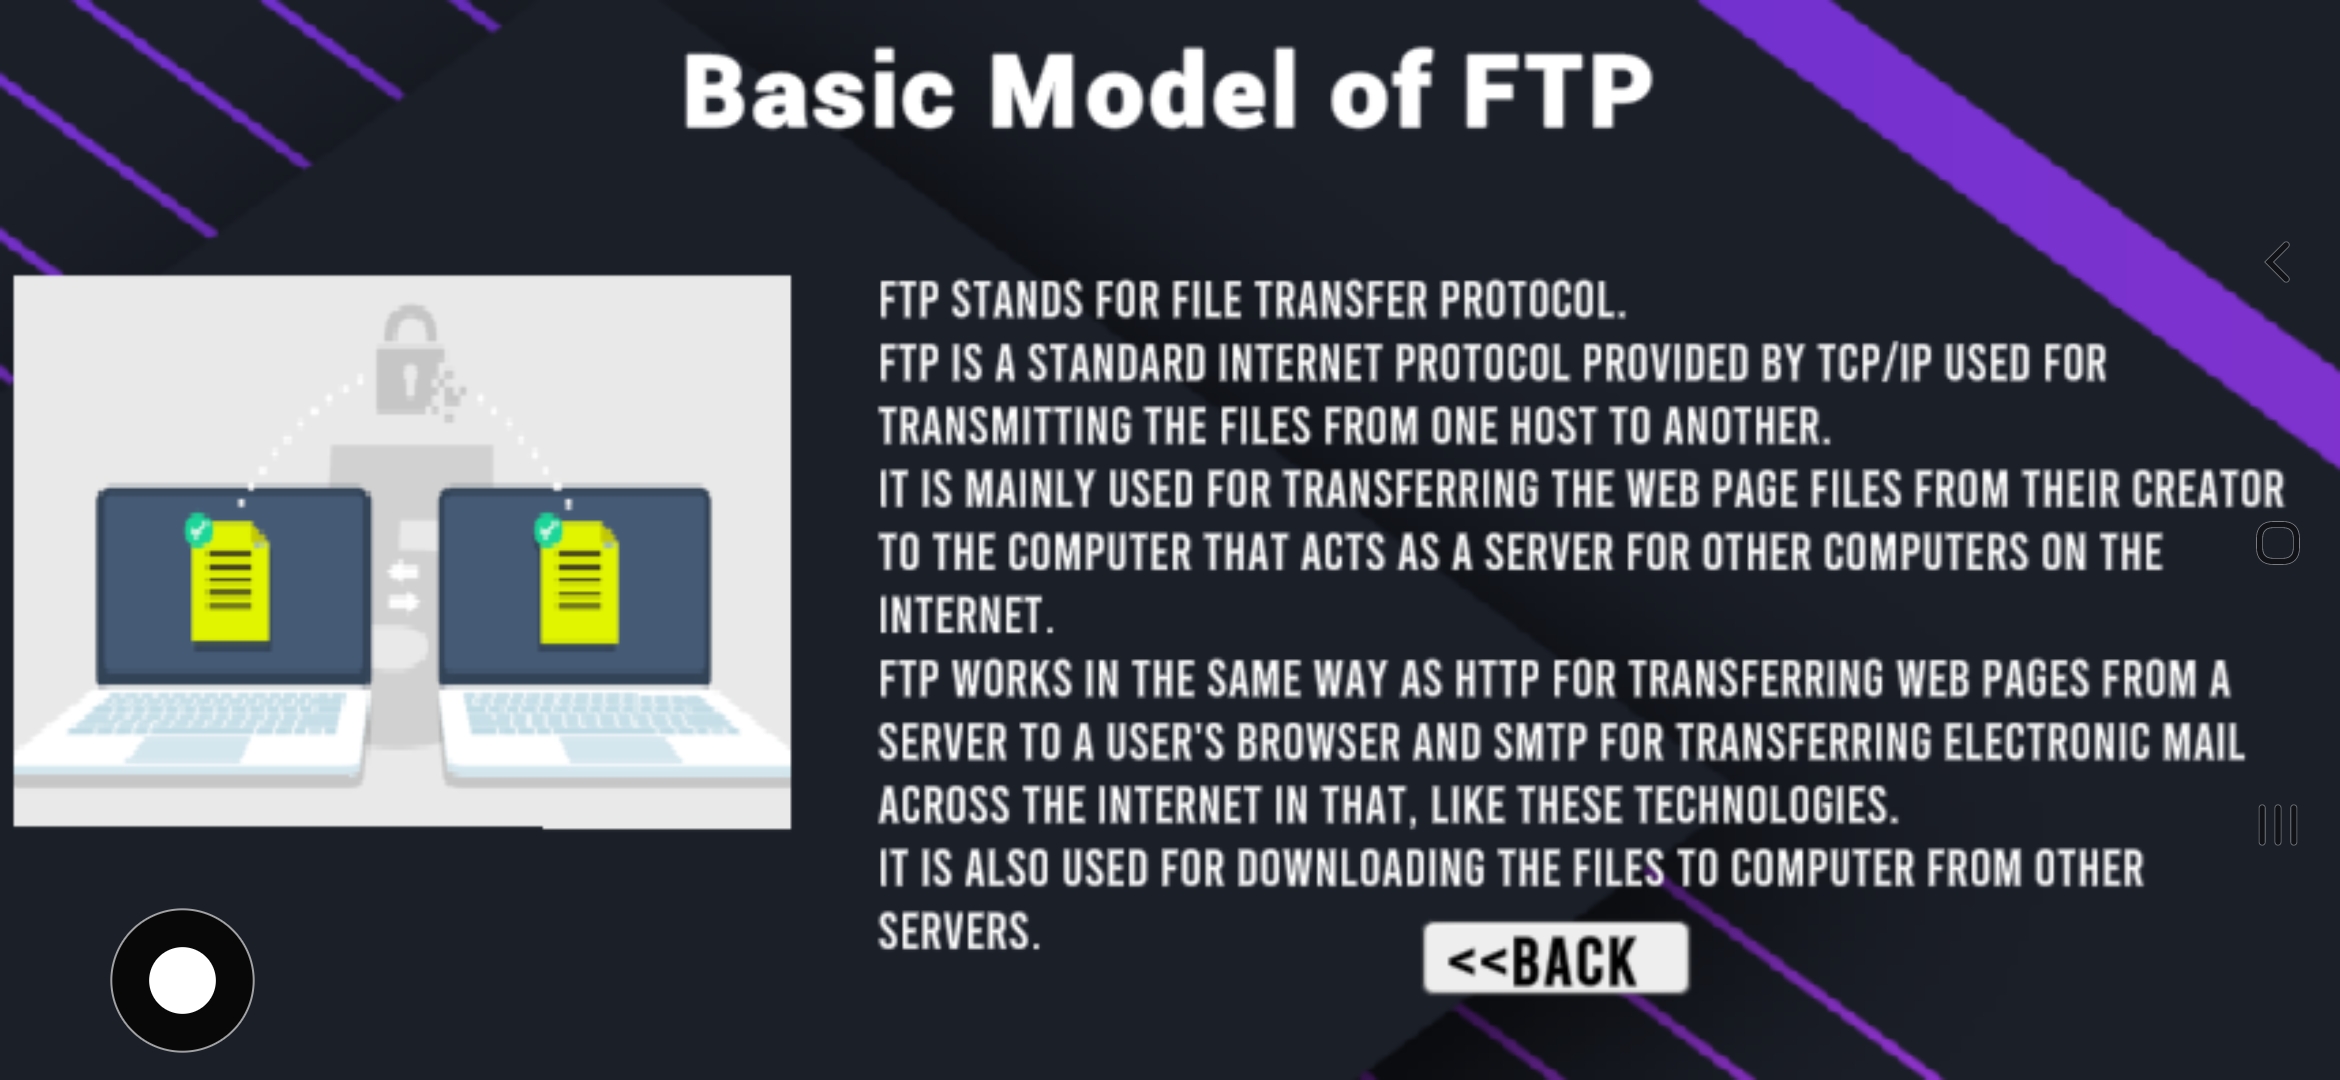 Basic Model of FTP
FTP STANDS FOR FILE TRANSFER PROTOCOL.
FTP IS A STANDARD INTERNET PROTOCOL PROVIDED BY TCP/IP USED FOR
TRANSMITTING THE FILES FROM ONE HOST TO ANOTHER.
IT IS MAINLY USED FOR TRANSFERRING THE WEB PAGE FILES FROM THEIR CREATOR
TO THE COMPUTER THAT ACTS AS A SERVER FOR OTHER COMPUTERS ON THE
INTERNET.
FTP WORKS IN THE SAME WAY AS HTTP FOR TRANSFERRING WEB PAGES FROM A
SERVER TO A USER'S BROWSER AND SMTP FOR TRANSFERRING ELECTRONIC MAIL
ACROSS THE INTERNET IN THAT, LIKE THESE TECHNOLOGIES.
IT IS ALSO USED FOR DOWNLOADING THE FILES TO COMPUTER FROM OTHER
SERVERS.
<<BACK